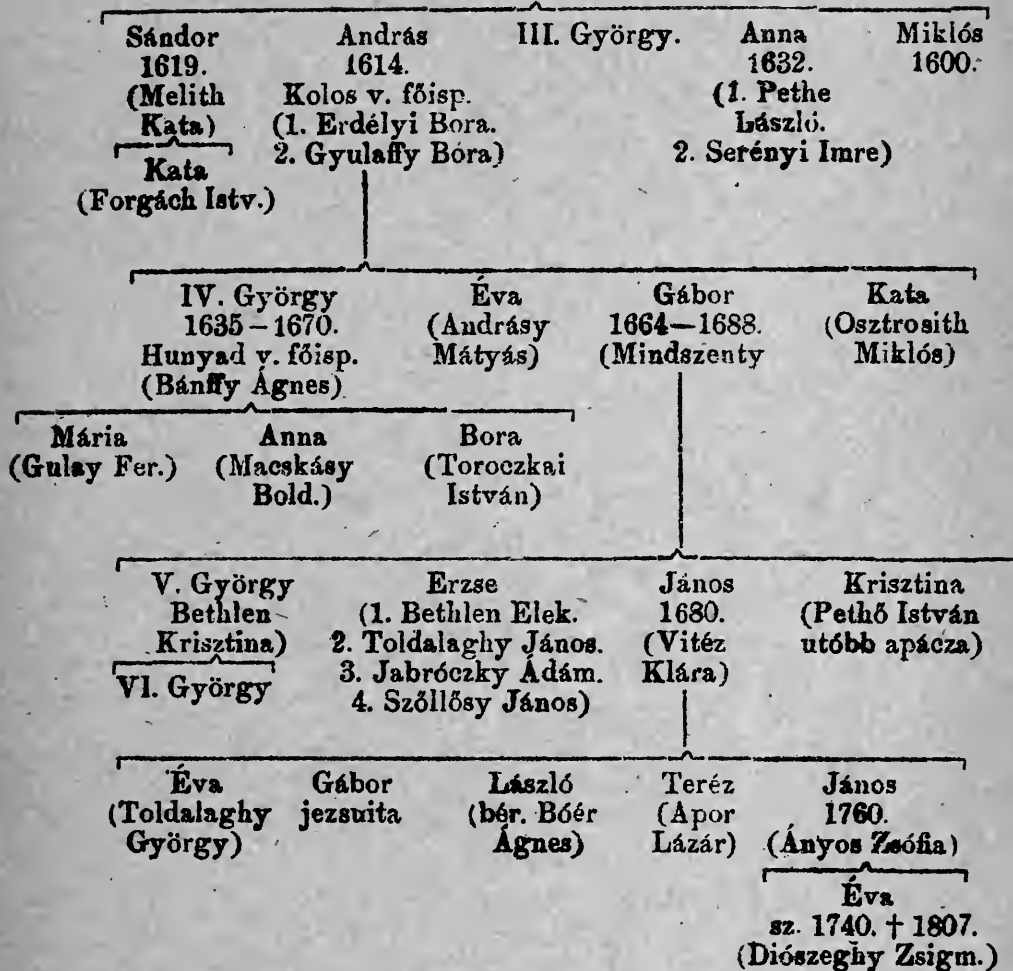 Sándor András III. György. Anna Miklós
1619. 1614. 1632. 1600.
(Melith Kolos v. főisp. (1. Pethe
Kata) (1. Erdélyi Bora. László.
2. Gyulaffy Bora) 2. Serényi Imre)
Kata
(Forgách Istv.)
IV. György Éva Gábor Kata
1635–1670. (Andrásy 1664—1688. (Osztrosith
Hunyad v. főisp. Mátyás) (Mindszenty Miklós)
(Bánffy Ágnes)
Mária Anna Bora
(Gulay Fer.) (Macskásy (Toroczkai
Bold.) István)
V. György Erzse János Krisztina
Bethlen (1. Bethlen Elek. 1680. (Pethő István
Krisztina) 2. Toldalaghy János. (Vitéz utóbb apácza)
VI. György 3. Jabróczky Ádám. Klára)
4. Szőllősy János)
Éva Gábor László Teréz János
(Toldalaghy jezsuita (bér. Bóér (Apor 1760.
György) Ágnes) Lázár) (Ányos Zsófia)
Éva
sz. 1740. † 1807.
(Diószeghy Zsigm.)